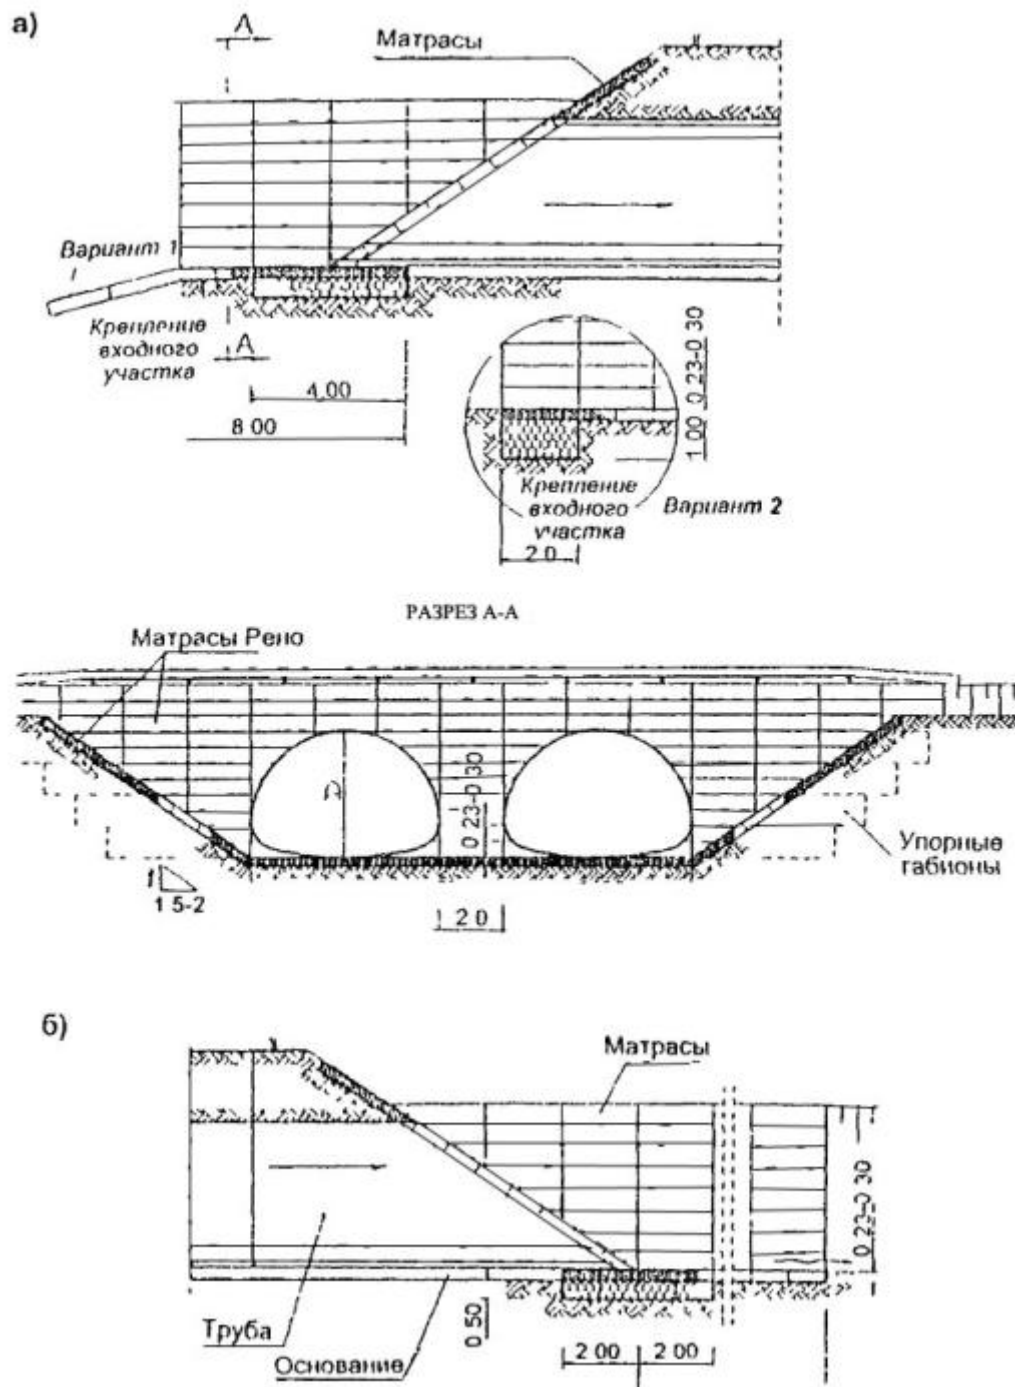 а)
А
Матрасы
Вариант 1
Крепление
входного
участка
А
4,00
8 00
1 00 0 23-0 30
Крепление
входного
участка
Вариант 2
2 0
РАЗРЕЗ А-А
Матрасы Рено
D
0 23-0 30
Упорные
габионы
1
1 5-2
2 0
б)
Матрасы
0 23-0 30
Труба
Основание
0 50
2 00 2 00